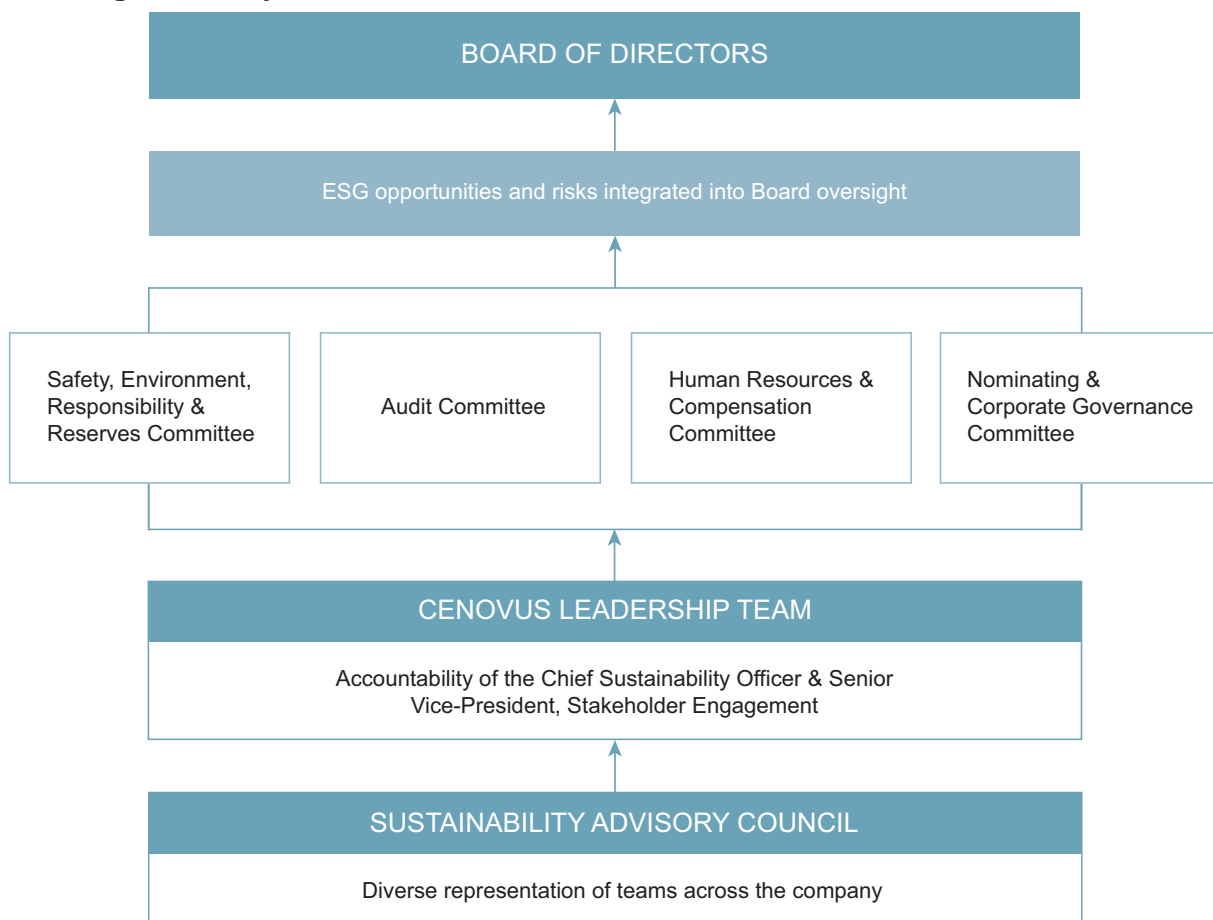 BOARD OF DIRECTORS
ESG opportunities and risks integrated into Board oversight
Safety, Environment,
Responsibility &
Reserves Committee
Audit Committee
Human Resources &
Compensation
Committee
Nominating &
Corporate Governance
Committee
CENOVUS LEADERSHIP TEAM
Accountability of the Chief Sustainability Officer & Senior
Vice-President, Stakeholder Engagement
SUSTAINABILITY ADVISORY COUNCIL
Diverse representation of teams across the company